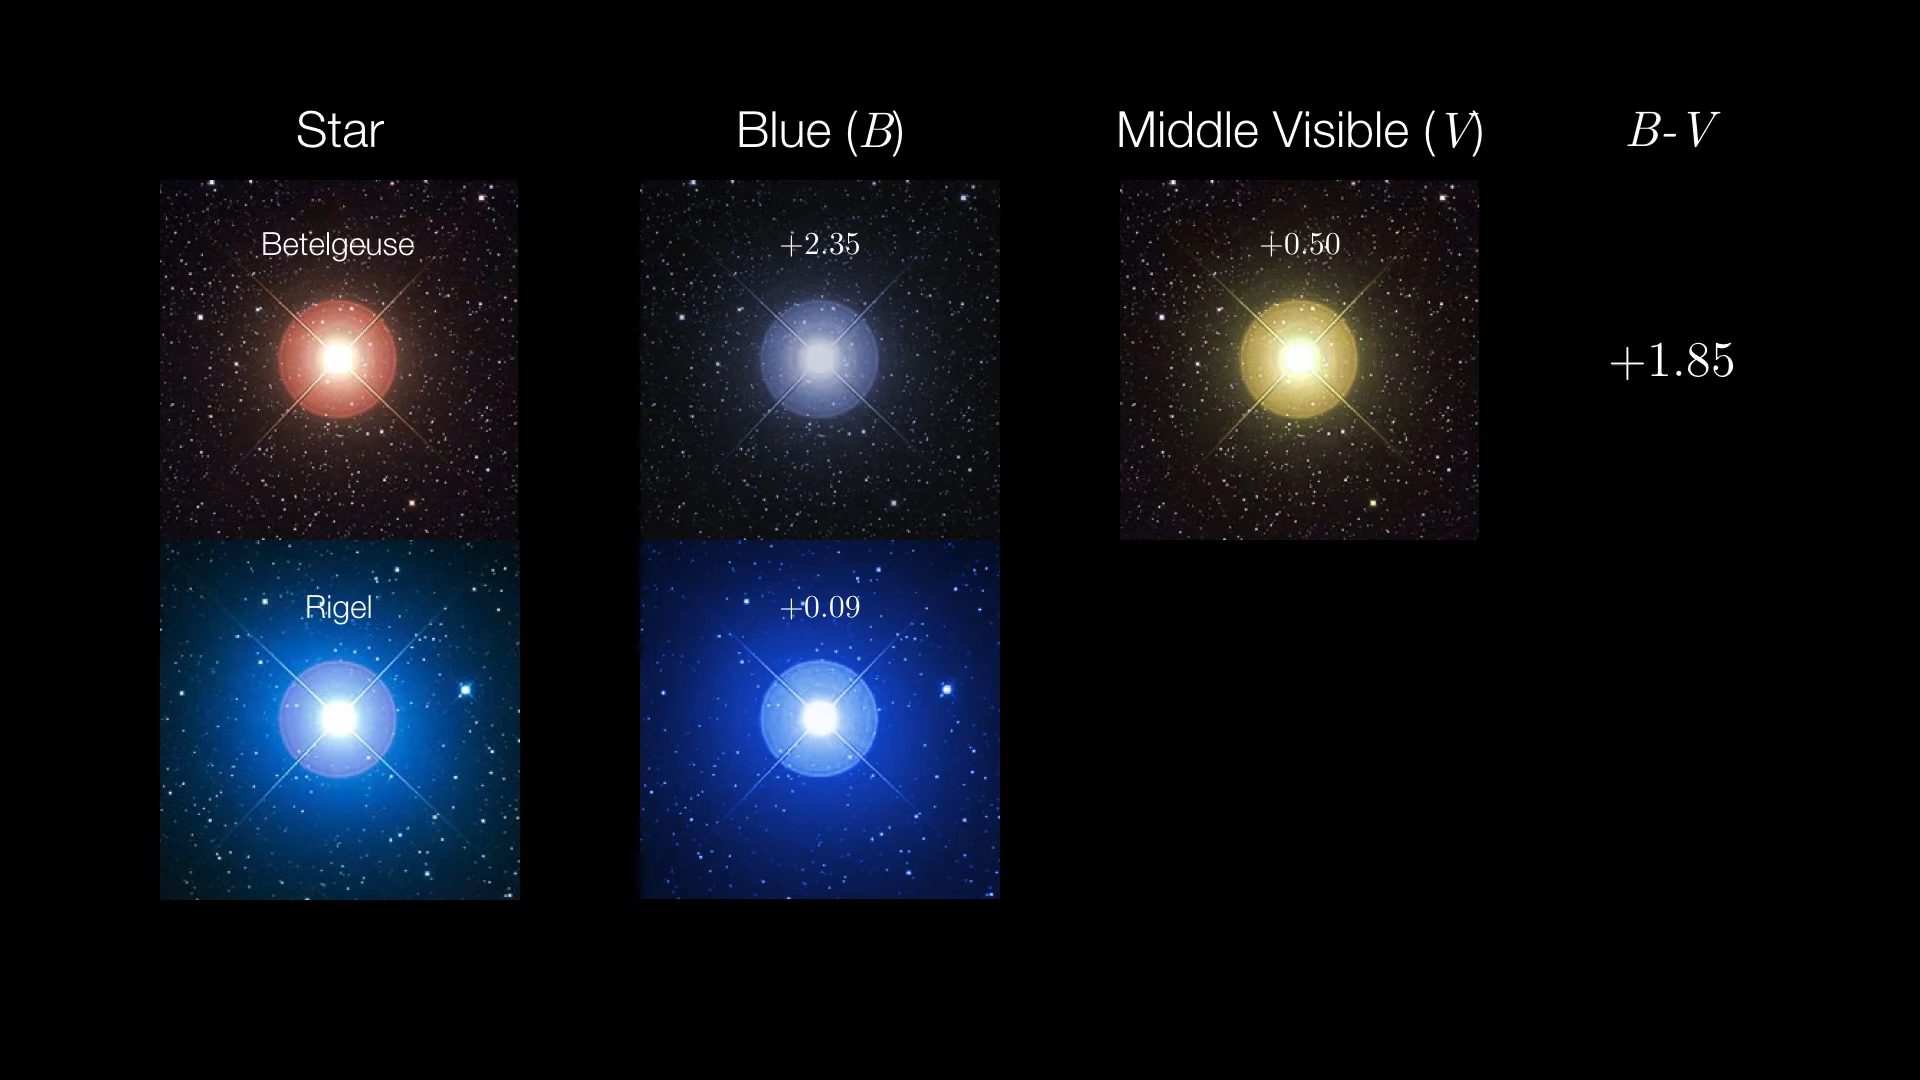 Star Blue (B) Middle Visible (V) B-V
Betelgeuse +2.35 +0.50
+1.85
Rigel +0.09